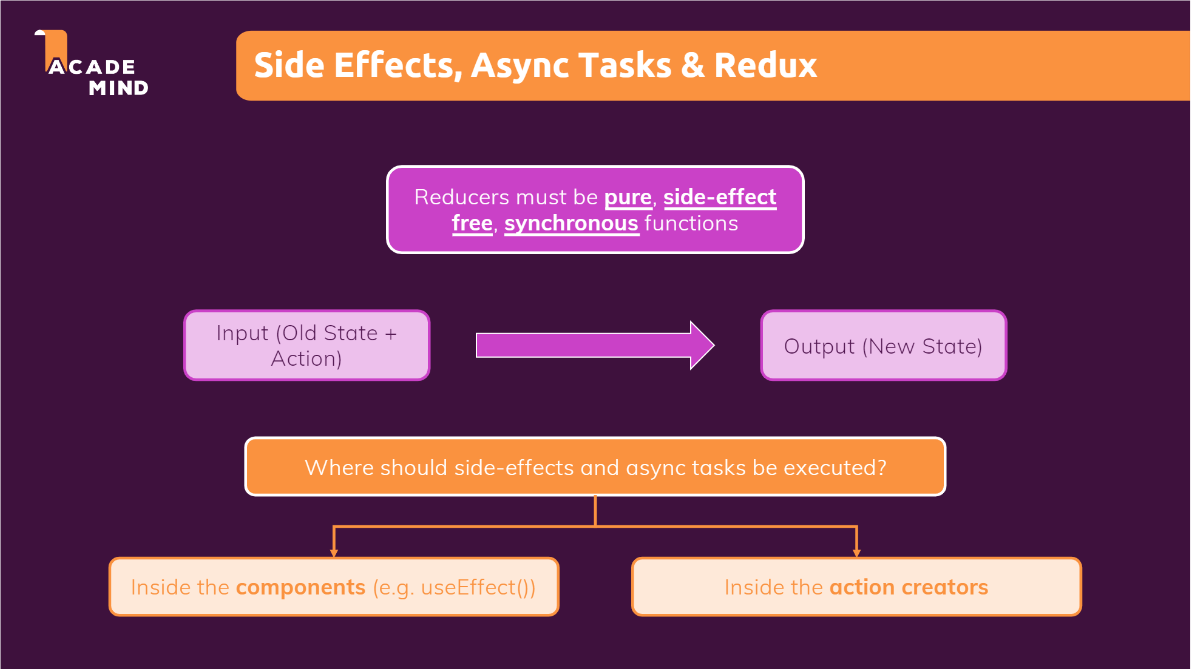 ACADE
MIND
Side Effects, Async Tasks & Redux
Reducers must be pure, side-effect
free, synchronous functions
Input (Old State +
Action)
Output (New State)
Where should side-effects and async tasks be executed?
Inside the components (e.g. useEffect())
Inside the action creators